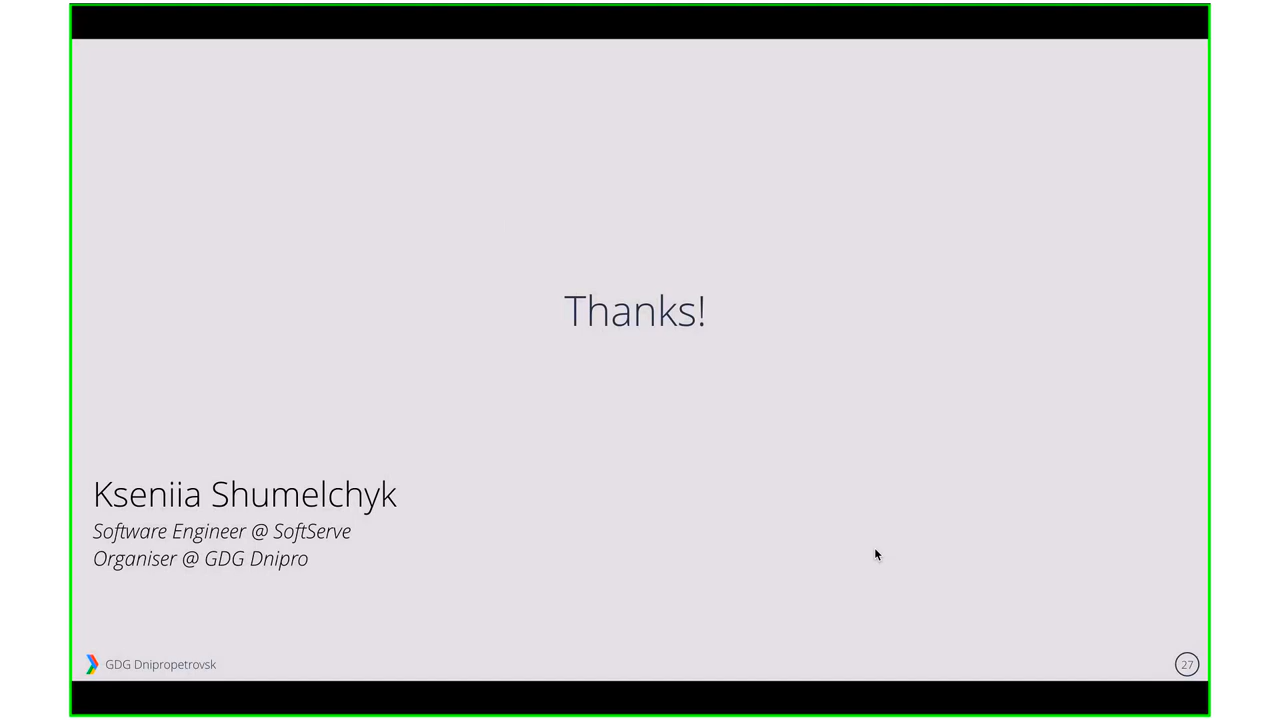 Thanks!
Kseniia Shumelchyk
Software Engineer @ SoftServe
Organiser @ GDG Dnipro
GDG Dnipropetrovsk
27